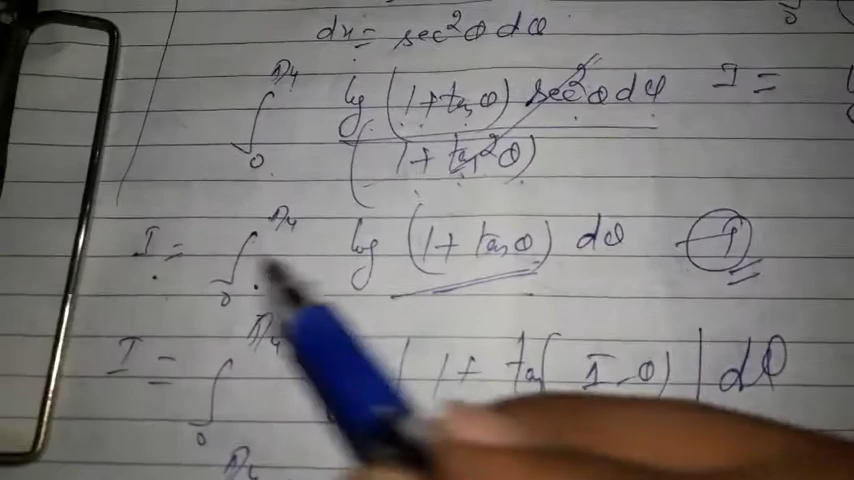 dx = sec²θ dθ
∫₀^π/4 log (1+tanθ) sec²θ dθ I =
(1+tan²θ)
I = ∫₀^π/4 log (1+tanθ) dθ —(1)
I = ∫₀^π/4 | 1+ tan( π/ -θ) | dθ